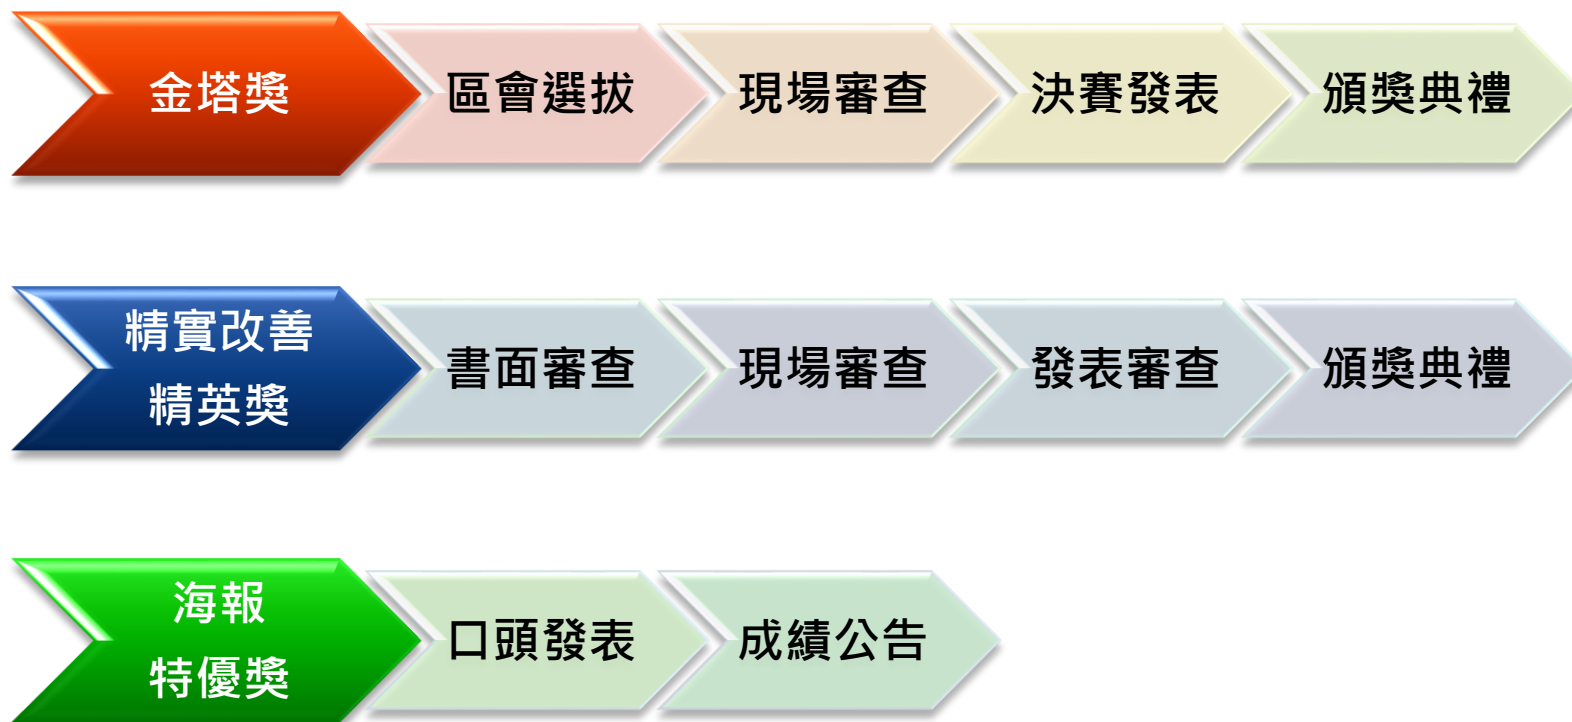 金塔獎
區會選拔
現場審查
決賽發表
頒獎典禮
精實改善
精英獎
書面審查
現場審查
發表審查
頒獎典禮
海報
特優獎
口頭發表
成績公告